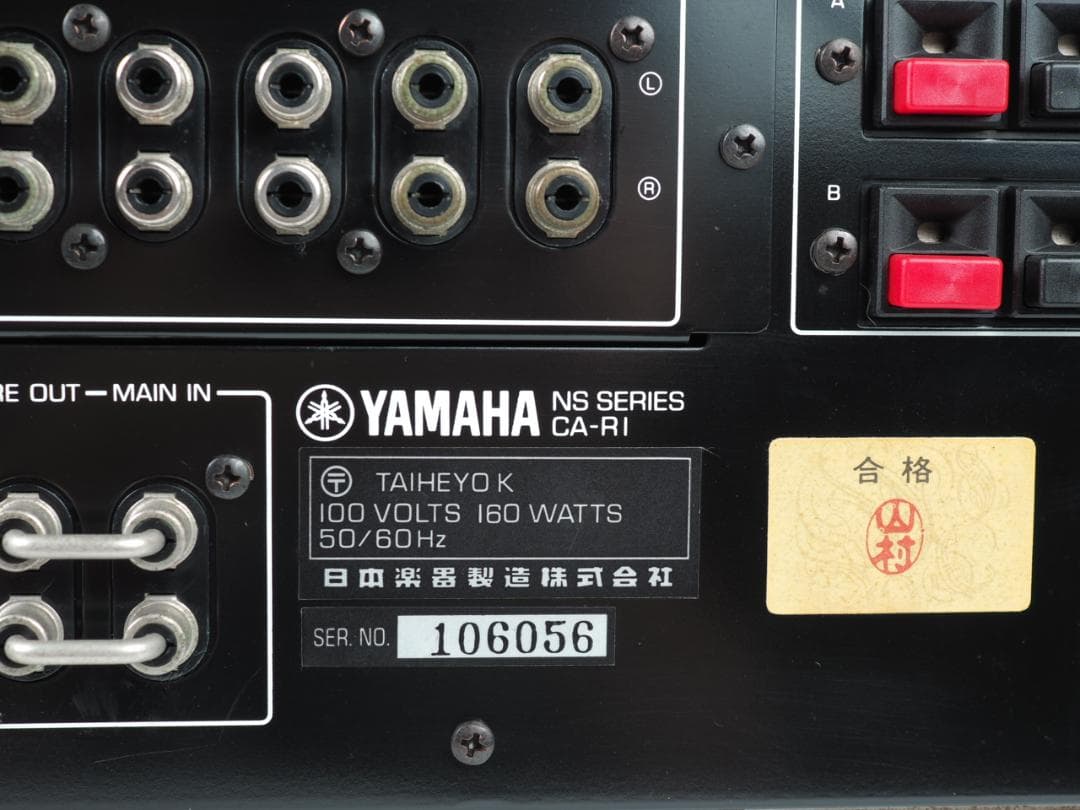 A
L
R
B
RE OUT — MAIN IN
YAMAHA NS SERIES
CA-R1
〒 TAIHEYO K
100 VOLTS 160 WATTS
50/60Hz
日本楽器製造株式会社
SER. NO. 106056
合格
山村